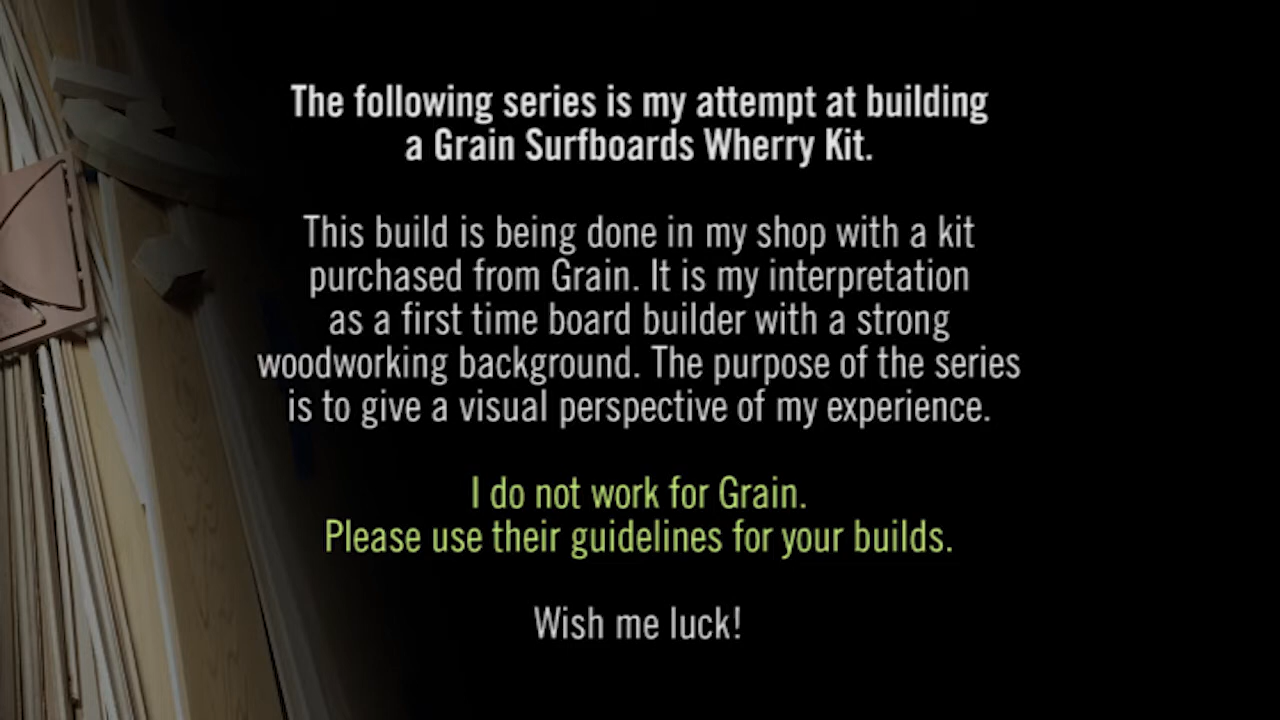 The following series is my attempt at building
a Grain Surfboards Wherry Kit.
This build is being done in my shop with a kit
purchased from Grain. It is my interpretation
as a first time board builder with a strong
woodworking background. The purpose of the series
is to give a visual perspective of my experience.
I do not work for Grain.
Please use their guidelines for your builds.
Wish me luck!